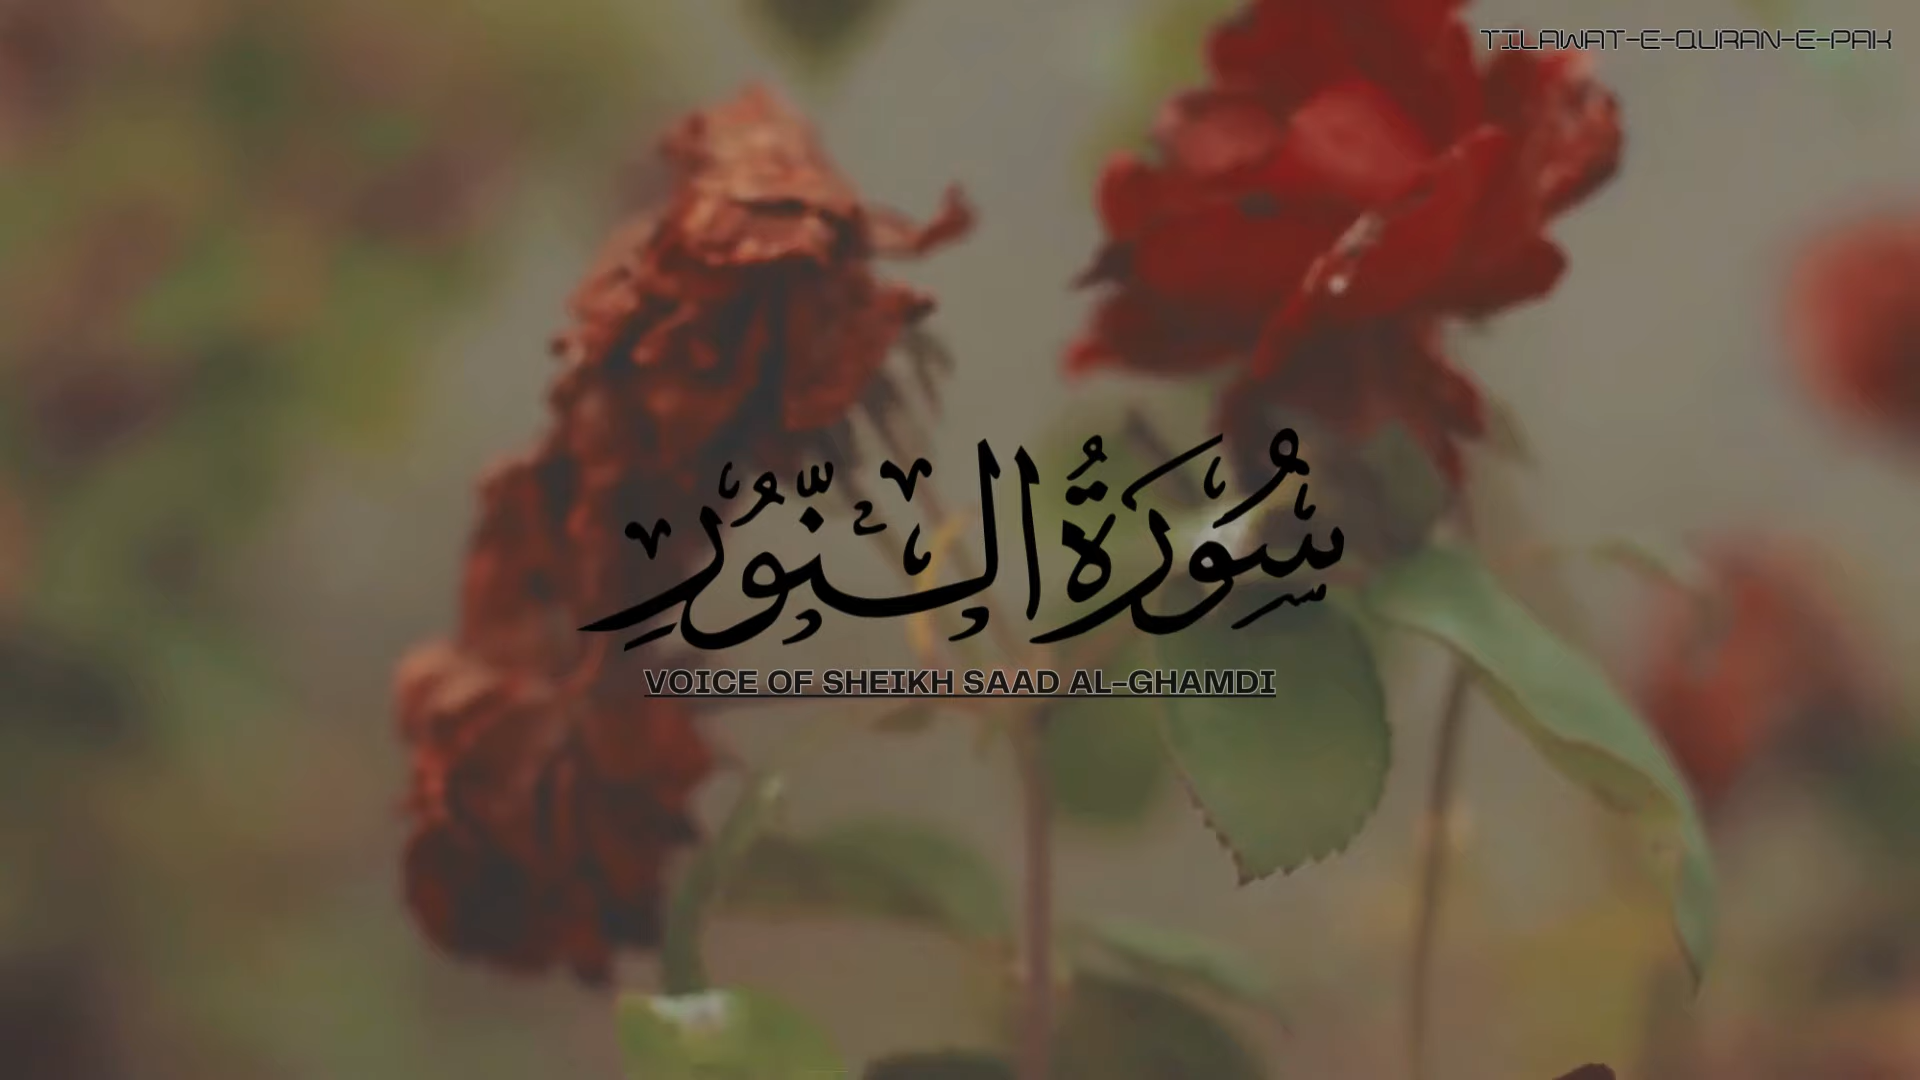 TILAWAT-E-QURAN-E-PAK
سُورَةُ النُّورِ
VOICE OF SHEIKH SAAD AL-GHAMDI